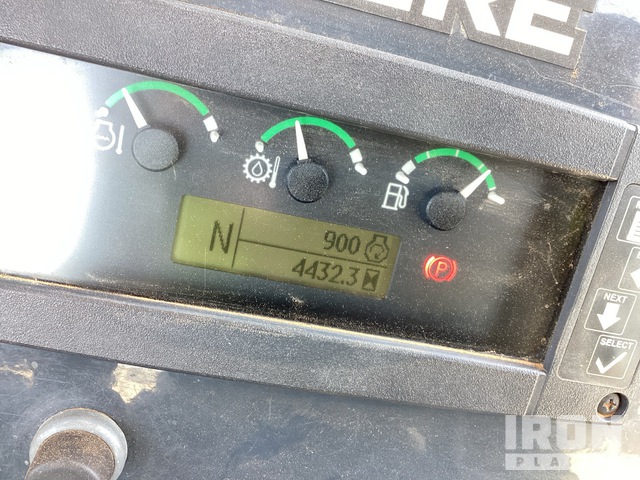 ERE
N
900
4432.3
P
NEXT
SELECT
IRON
PLA